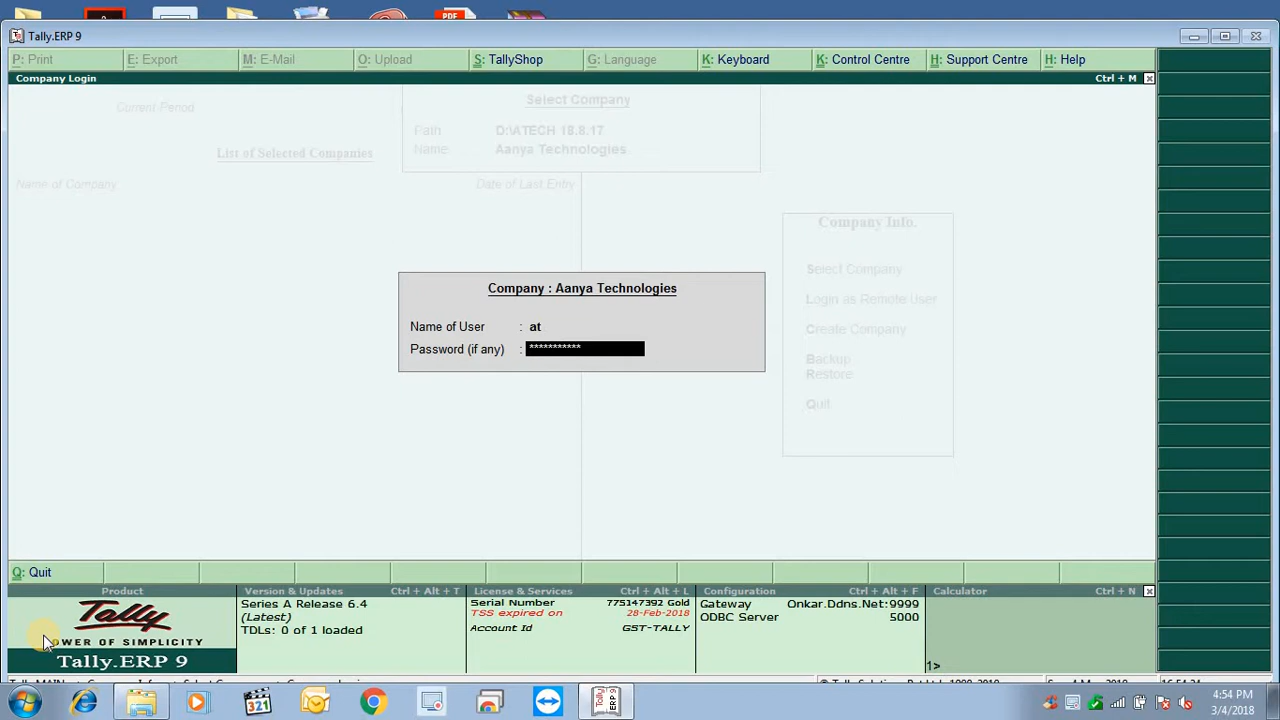 Tally.ERP 9
P: Print
E: Export
M: E-Mail
O: Upload
S: TallyShop
G: Language
K: Keyboard
K: Control Centre
H: Support Centre
H: Help
Company Login
Ctrl + M
Current Period
Select Company
Path
D:\ATECH 18.8.17
Name:
Aanya Technologies
List of Selected Companies
Name of Company
Date of Last Entry
Company Info.
Select Company
Login as Remote User
Create Company
Backup
Restore
Quit
Company : Aanya Technologies
Name of User : at
Password (if any) : ***********
Q: Quit
Product
Tally
POWER OF SIMPLICITY
Tally.ERP 9
Version & Updates Ctrl + Alt + T
Series A Release 6.4
(Latest)
TDLs: 0 of 1 loaded
License & Services Ctrl + Alt + L
Serial Number 775147392 Gold
TSS expired on 28-Feb-2018
Account Id GST-TALLY
Configuration Ctrl + Alt + F
Gateway Onkar.Ddns.Net:9999
ODBC Server 5000
Calculator Ctrl + N
1>
4:54 PM
3/4/2018